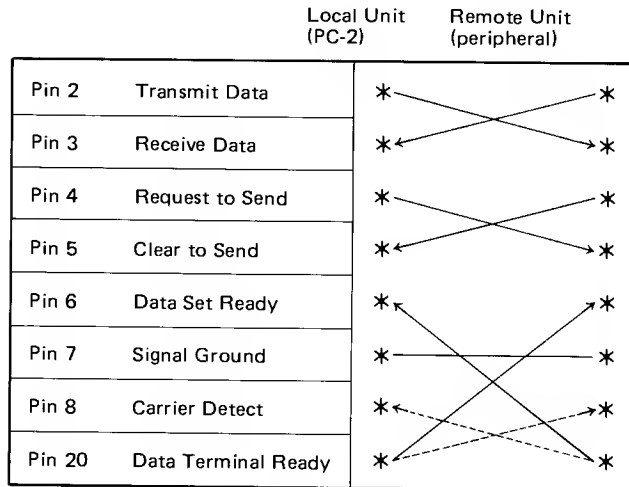 Local Unit Remote Unit
(PC-2) (peripheral)
Pin 2 Transmit Data
Pin 3 Receive Data
Pin 4 Request to Send
Pin 5 Clear to Send
Pin 6 Data Set Ready
Pin 7 Signal Ground
Pin 8 Carrier Detect
Pin 20 Data Terminal Ready